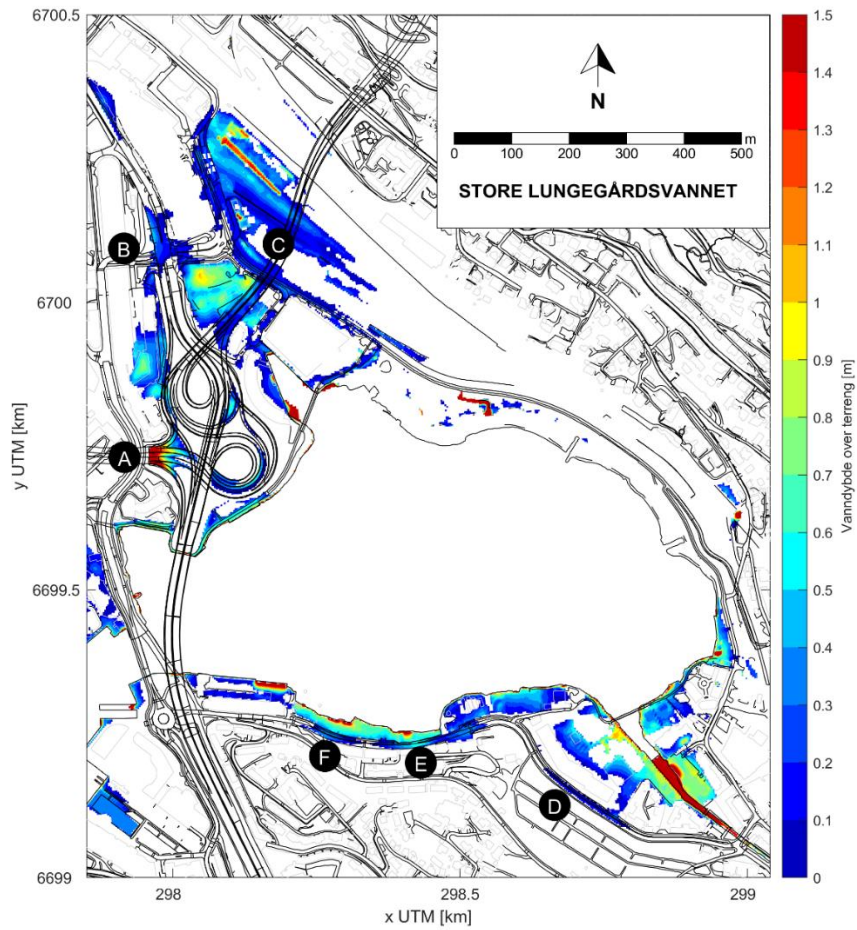 6700.5
6700
6699.5
6699
y UTM [km]
298
298.5
299
x UTM [km]
N
0 100 200 300 400 500 m
STORE LUNGEGÅRDSVANNET
A
B
C
D
E
F
1.5
1.4
1.3
1.2
1.1
1
0.9
0.8
0.7
0.6
0.5
0.4
0.3
0.2
0.1
0
Vanndybde over terreng [m]